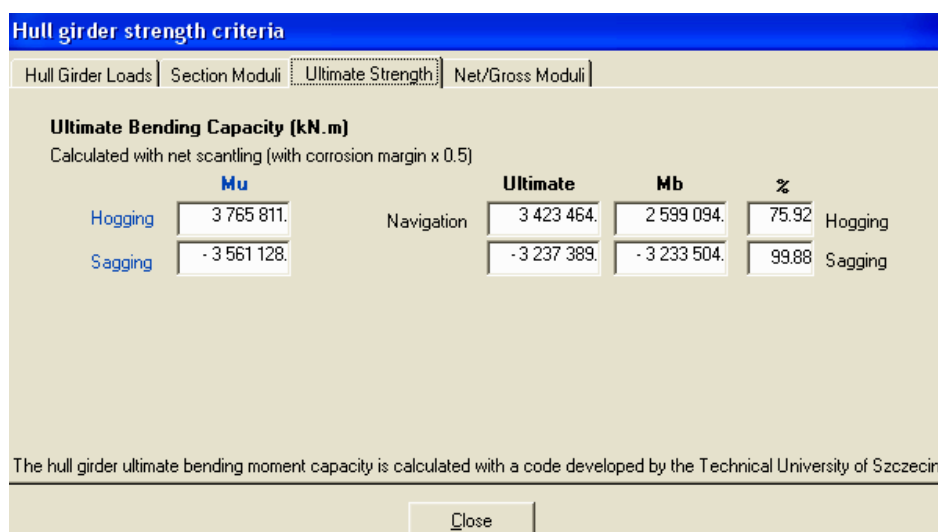 Hull girder strength criteria
Hull Girder Loads Section Moduli Ultimate Strength Net/Gross Moduli
Ultimate Bending Capacity (kN.m)
Calculated with net scantling (with corrosion margin x 0.5)
Mu Ultimate Mb %
Hogging 3 765 811. Navigation 3 423 464. 2 599 094. 75.92 Hogging
Sagging - 3 561 128. - 3 237 389. - 3 233 504. 99.88 Sagging
The hull girder ultimate bending moment capacity is calculated with a code developed by the Technical University of Szczecin
Close